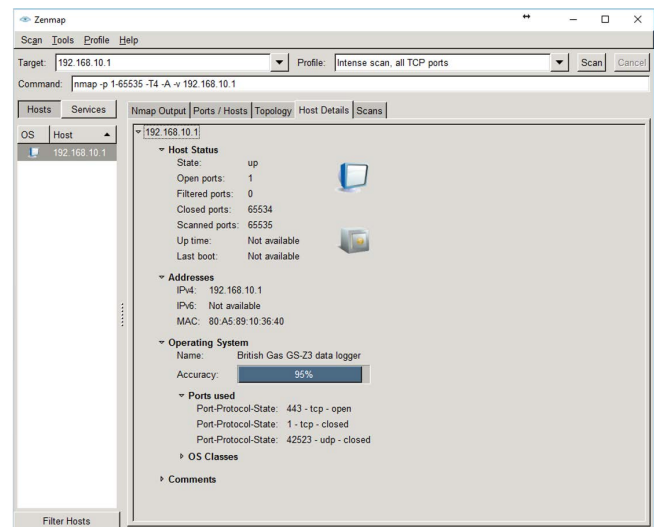 Zenmap
Scan Tools Profile Help
Target: 192.168.10.1 Profile: Intense scan, all TCP ports Scan Cancel
Command: nmap -p 1-65535 -T4 -A -v 192.168.10.1
Hosts Services Nmap Output Ports / Hosts Topology Host Details Scans
OS Host
192.168.10.1
192.168.10.1
Host Status
State: up
Open ports: 1
Filtered ports: 0
Closed ports: 65534
Scanned ports: 65535
Up time: Not available
Last boot: Not available
Addresses
IPv4: 192.168.10.1
IPv6: Not available
MAC: 80:A5:89:10:36:40
Operating System
Name: British Gas GS-Z3 data logger
Accuracy: 95%
Ports used
Port-Protocol-State: 443 - tcp - open
Port-Protocol-State: 1 - tcp - closed
Port-Protocol-State: 42523 - udp - closed
OS Classes
Comments
Filter Hosts